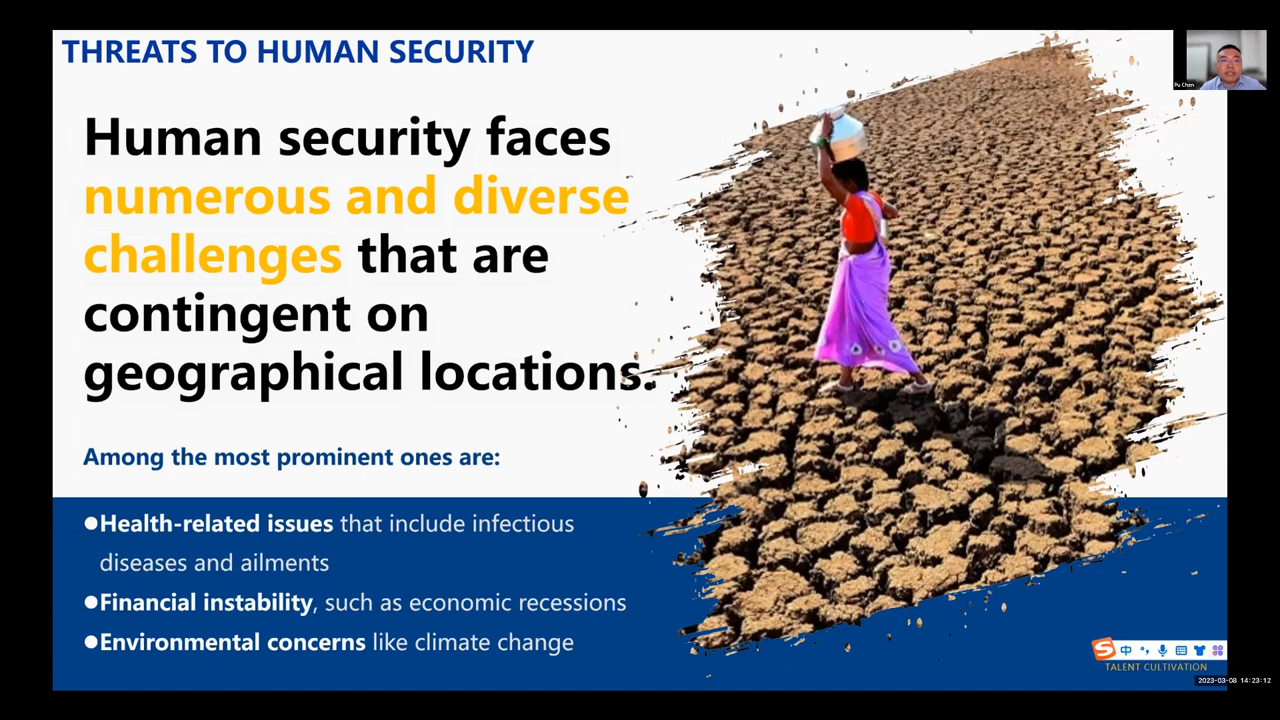 THREATS TO HUMAN SECURITY
Pu Chen
Human security faces
numerous and diverse
challenges that are
contingent on
geographical locations.
Among the most prominent ones are:
●Health-related issues that include infectious
diseases and ailments
●Financial instability, such as economic recessions
●Environmental concerns like climate change
S 中
TALENT CULTIVATION
2023-03-08 14:23:12